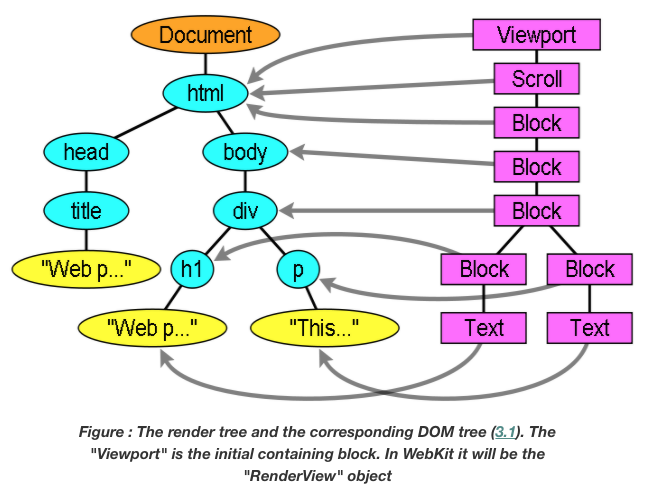 Document
Viewport
html
Scroll
Block
head
body
Block
title
div
Block
"Web p..."
h1
p
Block
Block
"Web p..."
"This..."
Text
Text
Figure : The render tree and the corresponding DOM tree (3.1). The
"Viewport" is the initial containing block. In WebKit it will be the
"RenderView" object